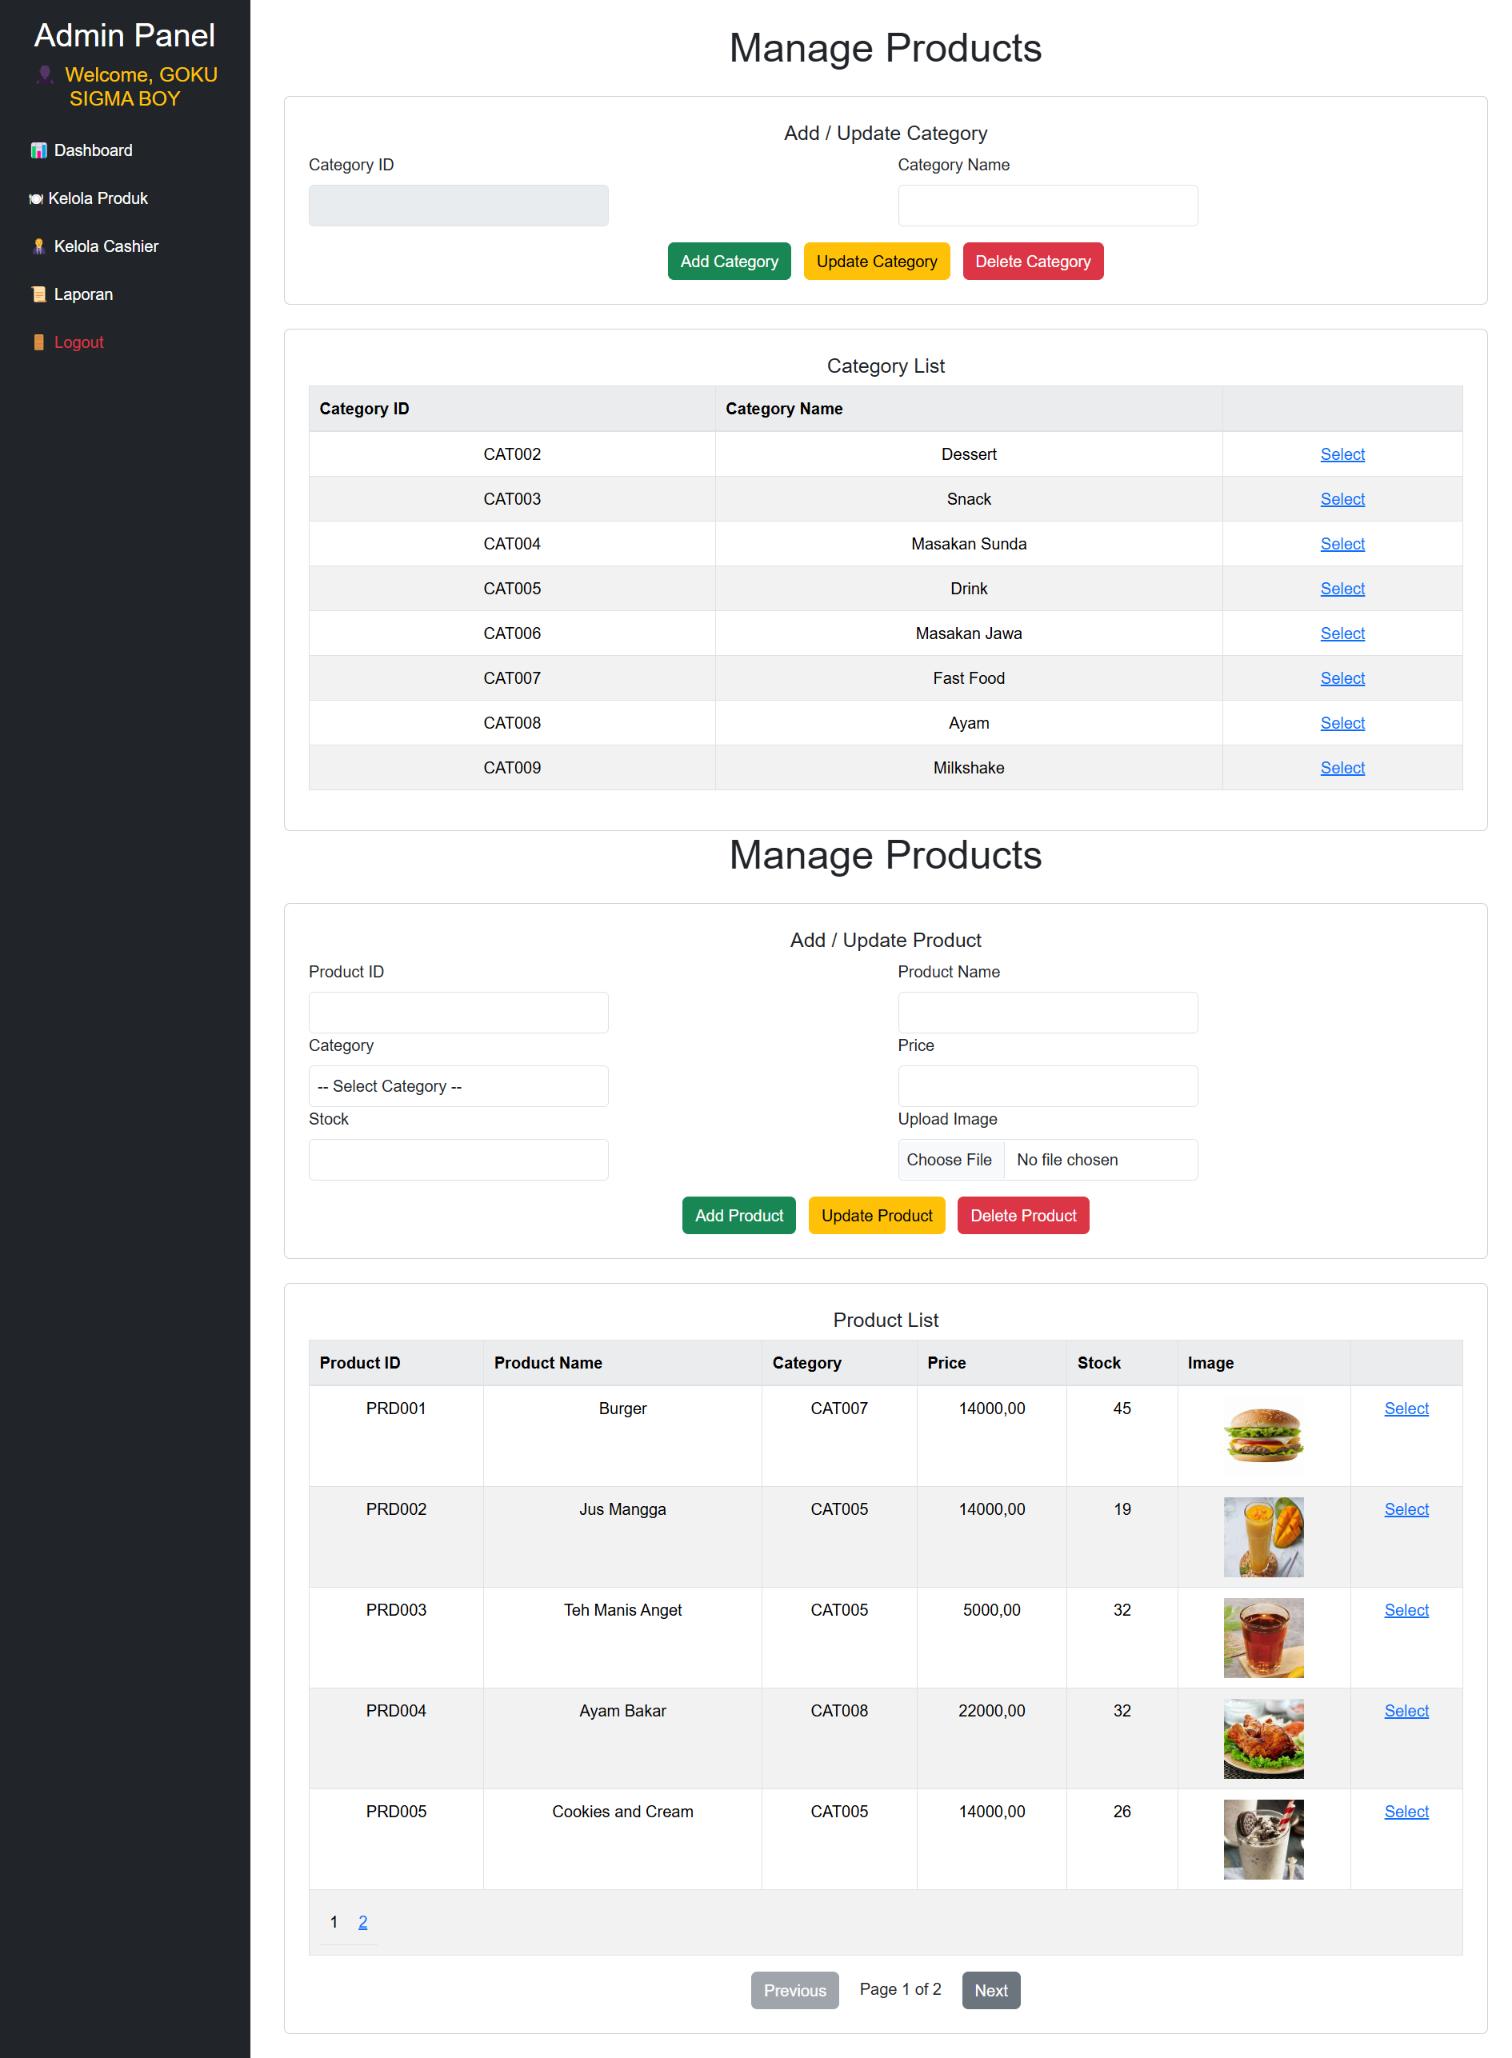 Admin Panel
Welcome, GOKU
SIGMA BOY
Dashboard
Kelola Produk
Kelola Cashier
Laporan
Logout
Manage Products
Add / Update Category
Category ID
Category Name
Add Category
Update Category
Delete Category
Category List
Category ID Category Name
CAT002 Dessert Select
CAT003 Snack Select
CAT004 Masakan Sunda Select
CAT005 Drink Select
CAT006 Masakan Jawa Select
CAT007 Fast Food Select
CAT008 Ayam Select
CAT009 Milkshake Select
Manage Products
Add / Update Product
Product ID
Product Name
Category
Price
-- Select Category --
Stock
Upload Image
Choose File No file chosen
Add Product
Update Product
Delete Product
Product List
Product ID Product Name Category Price Stock Image
PRD001 Burger CAT007 14000,00 45 Select
PRD002 Jus Mangga CAT005 14000,00 19 Select
PRD003 Teh Manis Anget CAT005 5000,00 32 Select
PRD004 Ayam Bakar CAT008 22000,00 32 Select
PRD005 Cookies and Cream CAT005 14000,00 26 Select
1 2
Previous Page 1 of 2 Next